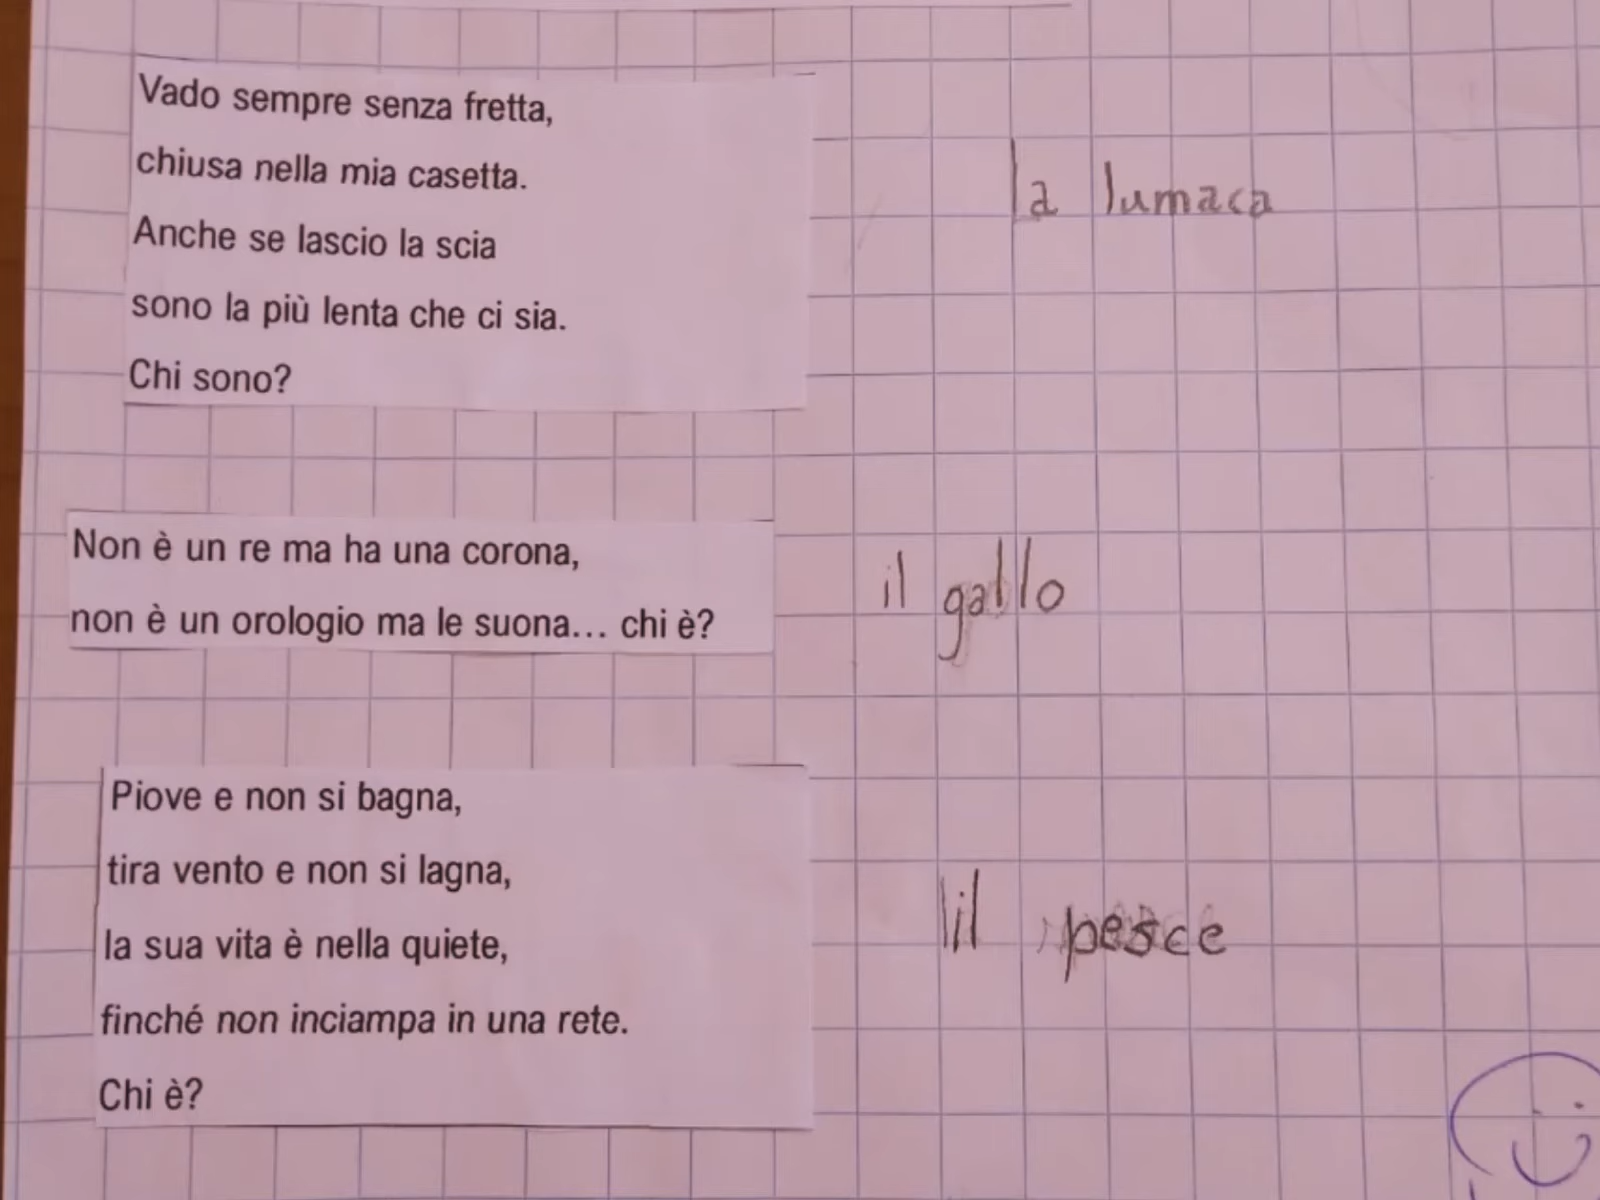 Vado sempre senza fretta,
chiusa nella mia casetta.
Anche se lascio la scia
sono la più lenta che ci sia.
Chi sono?
la lumaca
Non è un re ma ha una corona,
non è un orologio ma le suona... chi è?
il gallo
Piove e non si bagna,
tira vento e non si lagna,
la sua vita è nella quiete,
finché non inciampa in una rete.
Chi è?
il pesce